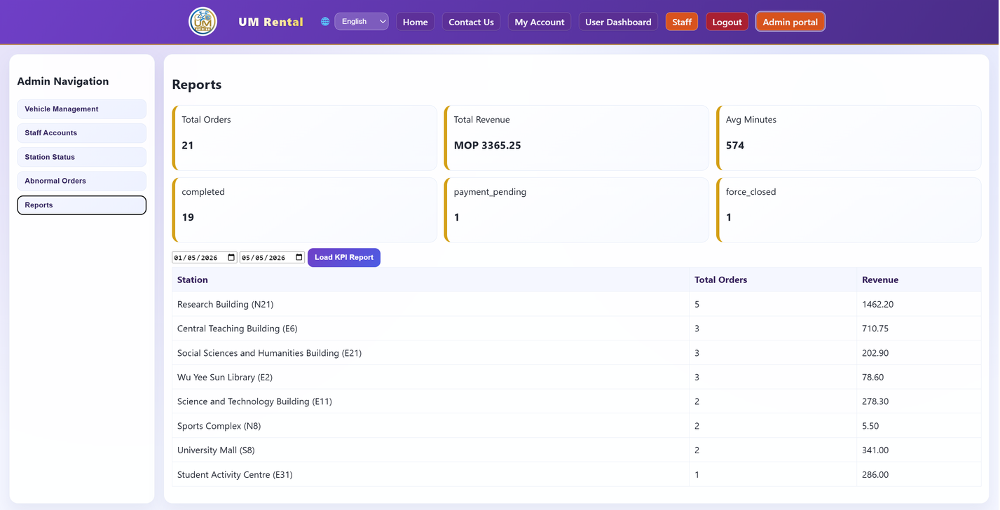 UM
UM Rental
English
Home
Contact Us
My Account
User Dashboard
Staff
Logout
Admin portal
Admin Navigation
Vehicle Management
Staff Accounts
Station Status
Abnormal Orders
Reports
Reports
Total Orders
21
Total Revenue
MOP 3365.25
Avg Minutes
574
completed
19
payment_pending
1
force_closed
1
01/05/2026 05/05/2026 Load KPI Report
Station Total Orders Revenue
Research Building (N21) 5 1462.20
Central Teaching Building (E6) 3 710.75
Social Sciences and Humanities Building (E21) 3 202.90
Wu Yee Sun Library (E2) 3 78.60
Science and Technology Building (E11) 2 278.30
Sports Complex (N8) 2 5.50
University Mall (S8) 2 341.00
Student Activity Centre (E31) 1 286.00